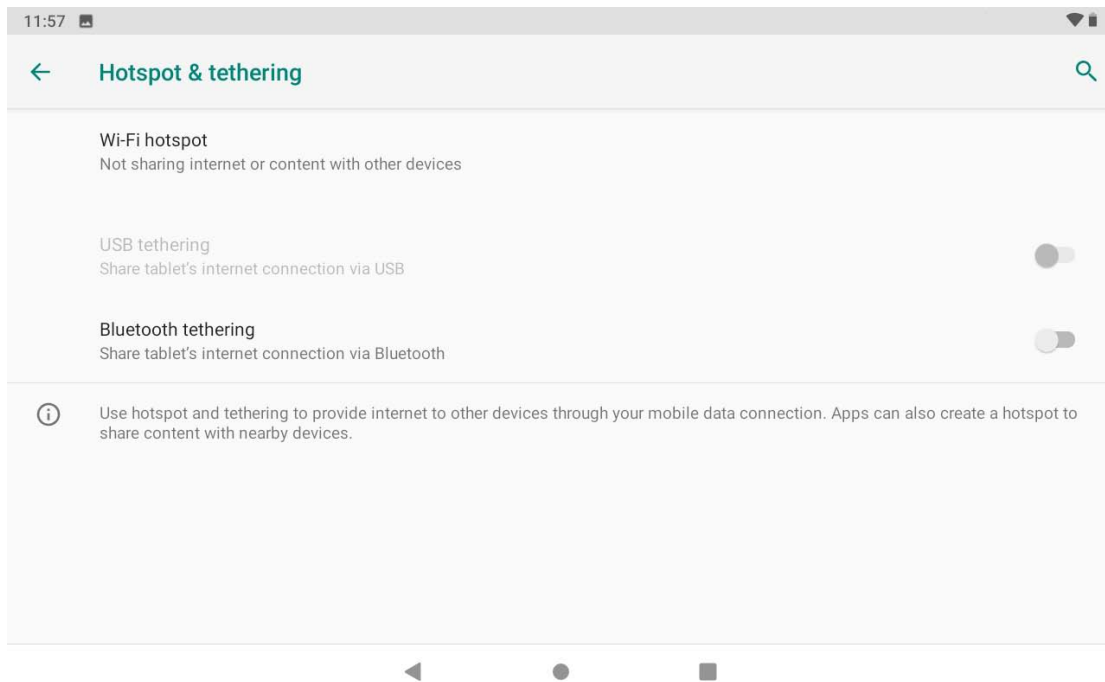 11:57
Hotspot & tethering
Wi-Fi hotspot
Not sharing internet or content with other devices
USB tethering
Share tablet's internet connection via USB
Bluetooth tethering
Share tablet's internet connection via Bluetooth
Use hotspot and tethering to provide internet to other devices through your mobile data connection. Apps can also create a hotspot to
share content with nearby devices.